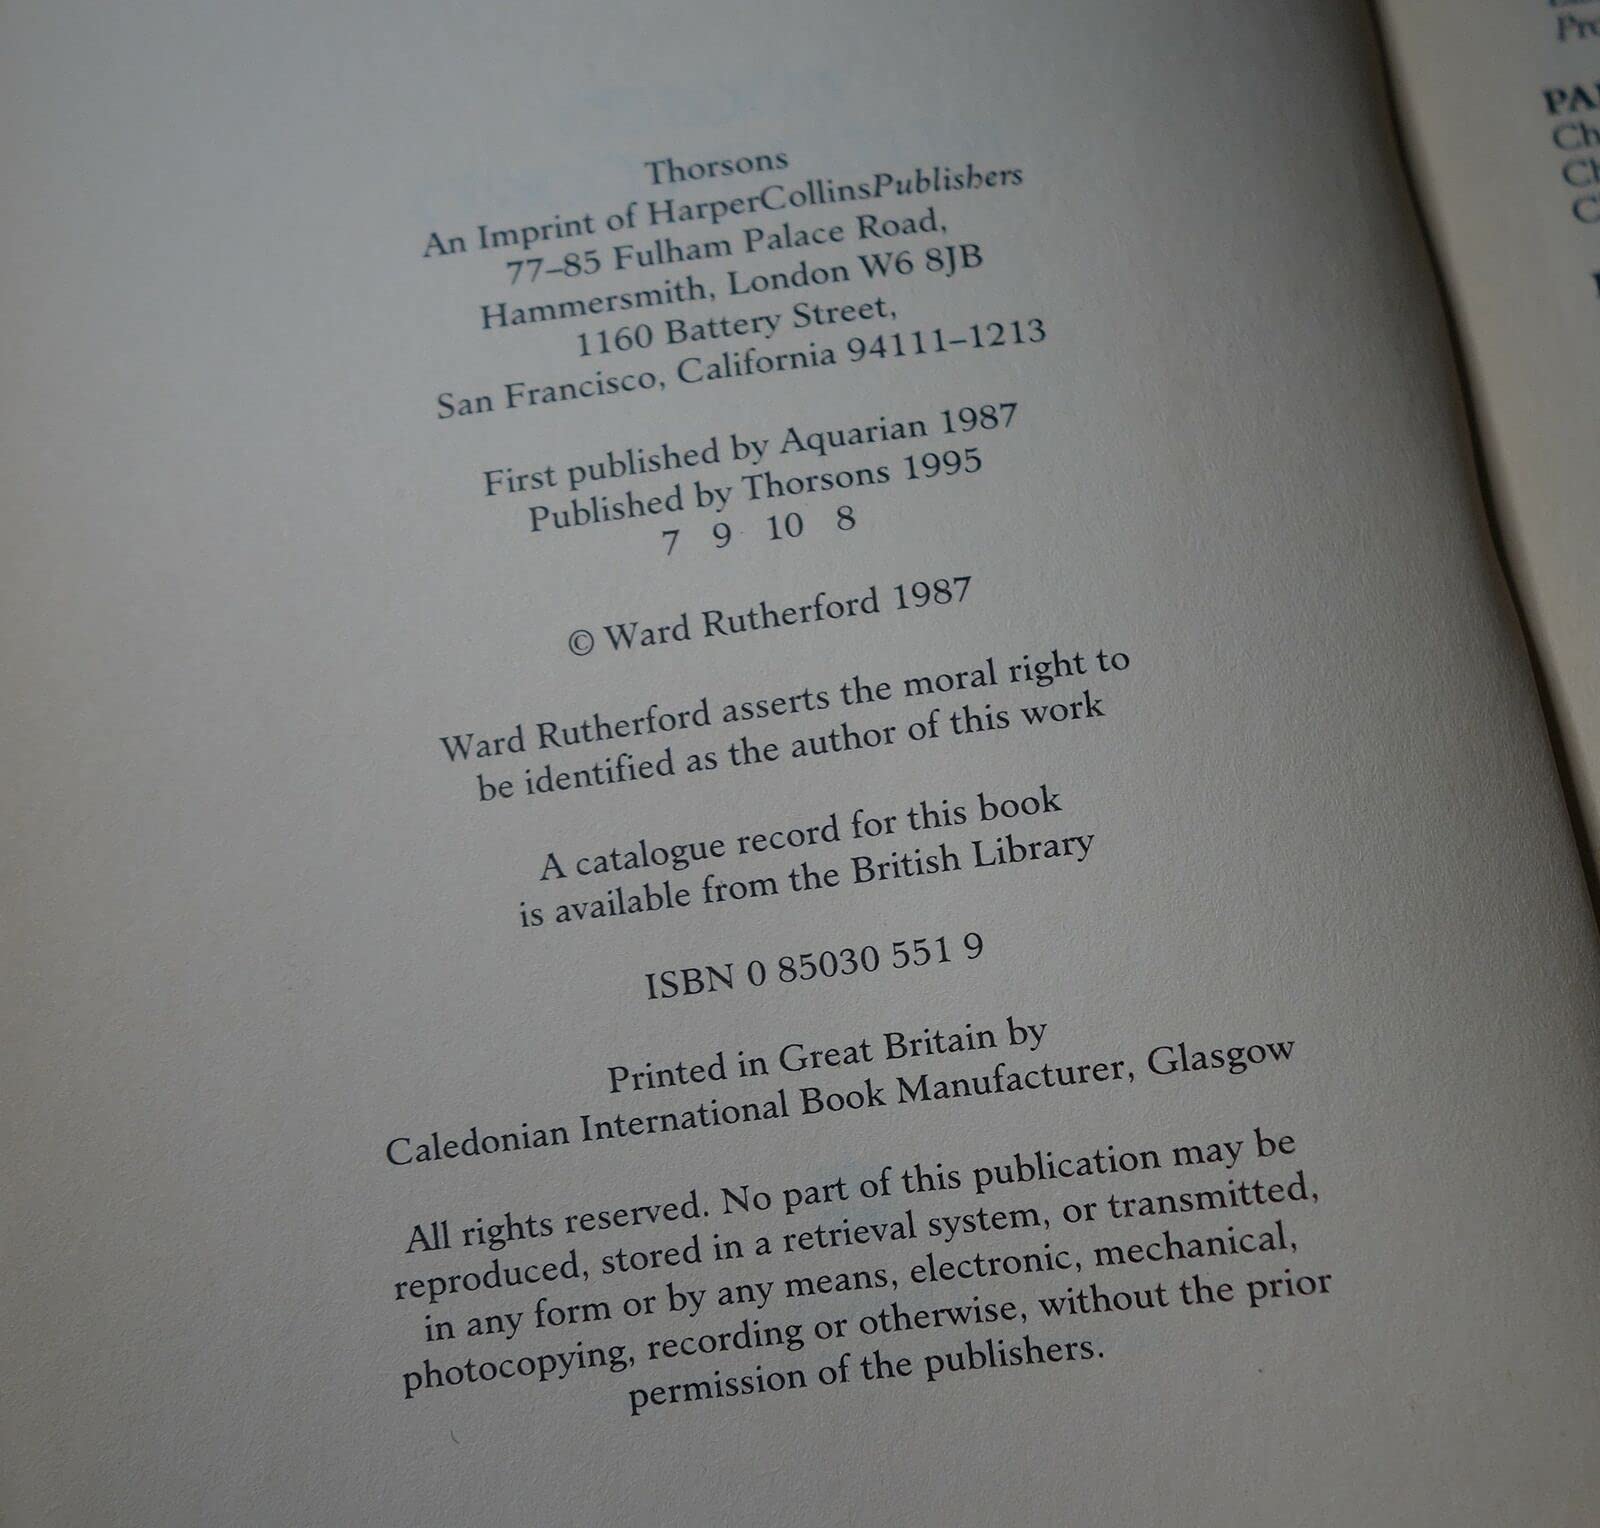 Thorsons
An Imprint of HarperCollinsPublishers
77–85 Fulham Palace Road,
Hammersmith, London W6 8JB
1160 Battery Street,
San Francisco, California 94111–1213
First published by Aquarian 1987
Published by Thorsons 1995
7 9 10 8
© Ward Rutherford 1987
Ward Rutherford asserts the moral right to
be identified as the author of this work
A catalogue record for this book
is available from the British Library
ISBN 0 85030 551 9
Printed in Great Britain by
Caledonian International Book Manufacturer, Glasgow
All rights reserved. No part of this publication may be
reproduced, stored in a retrieval system, or transmitted,
in any form or by any means, electronic, mechanical,
photocopying, recording or otherwise, without the prior
permission of the publishers.